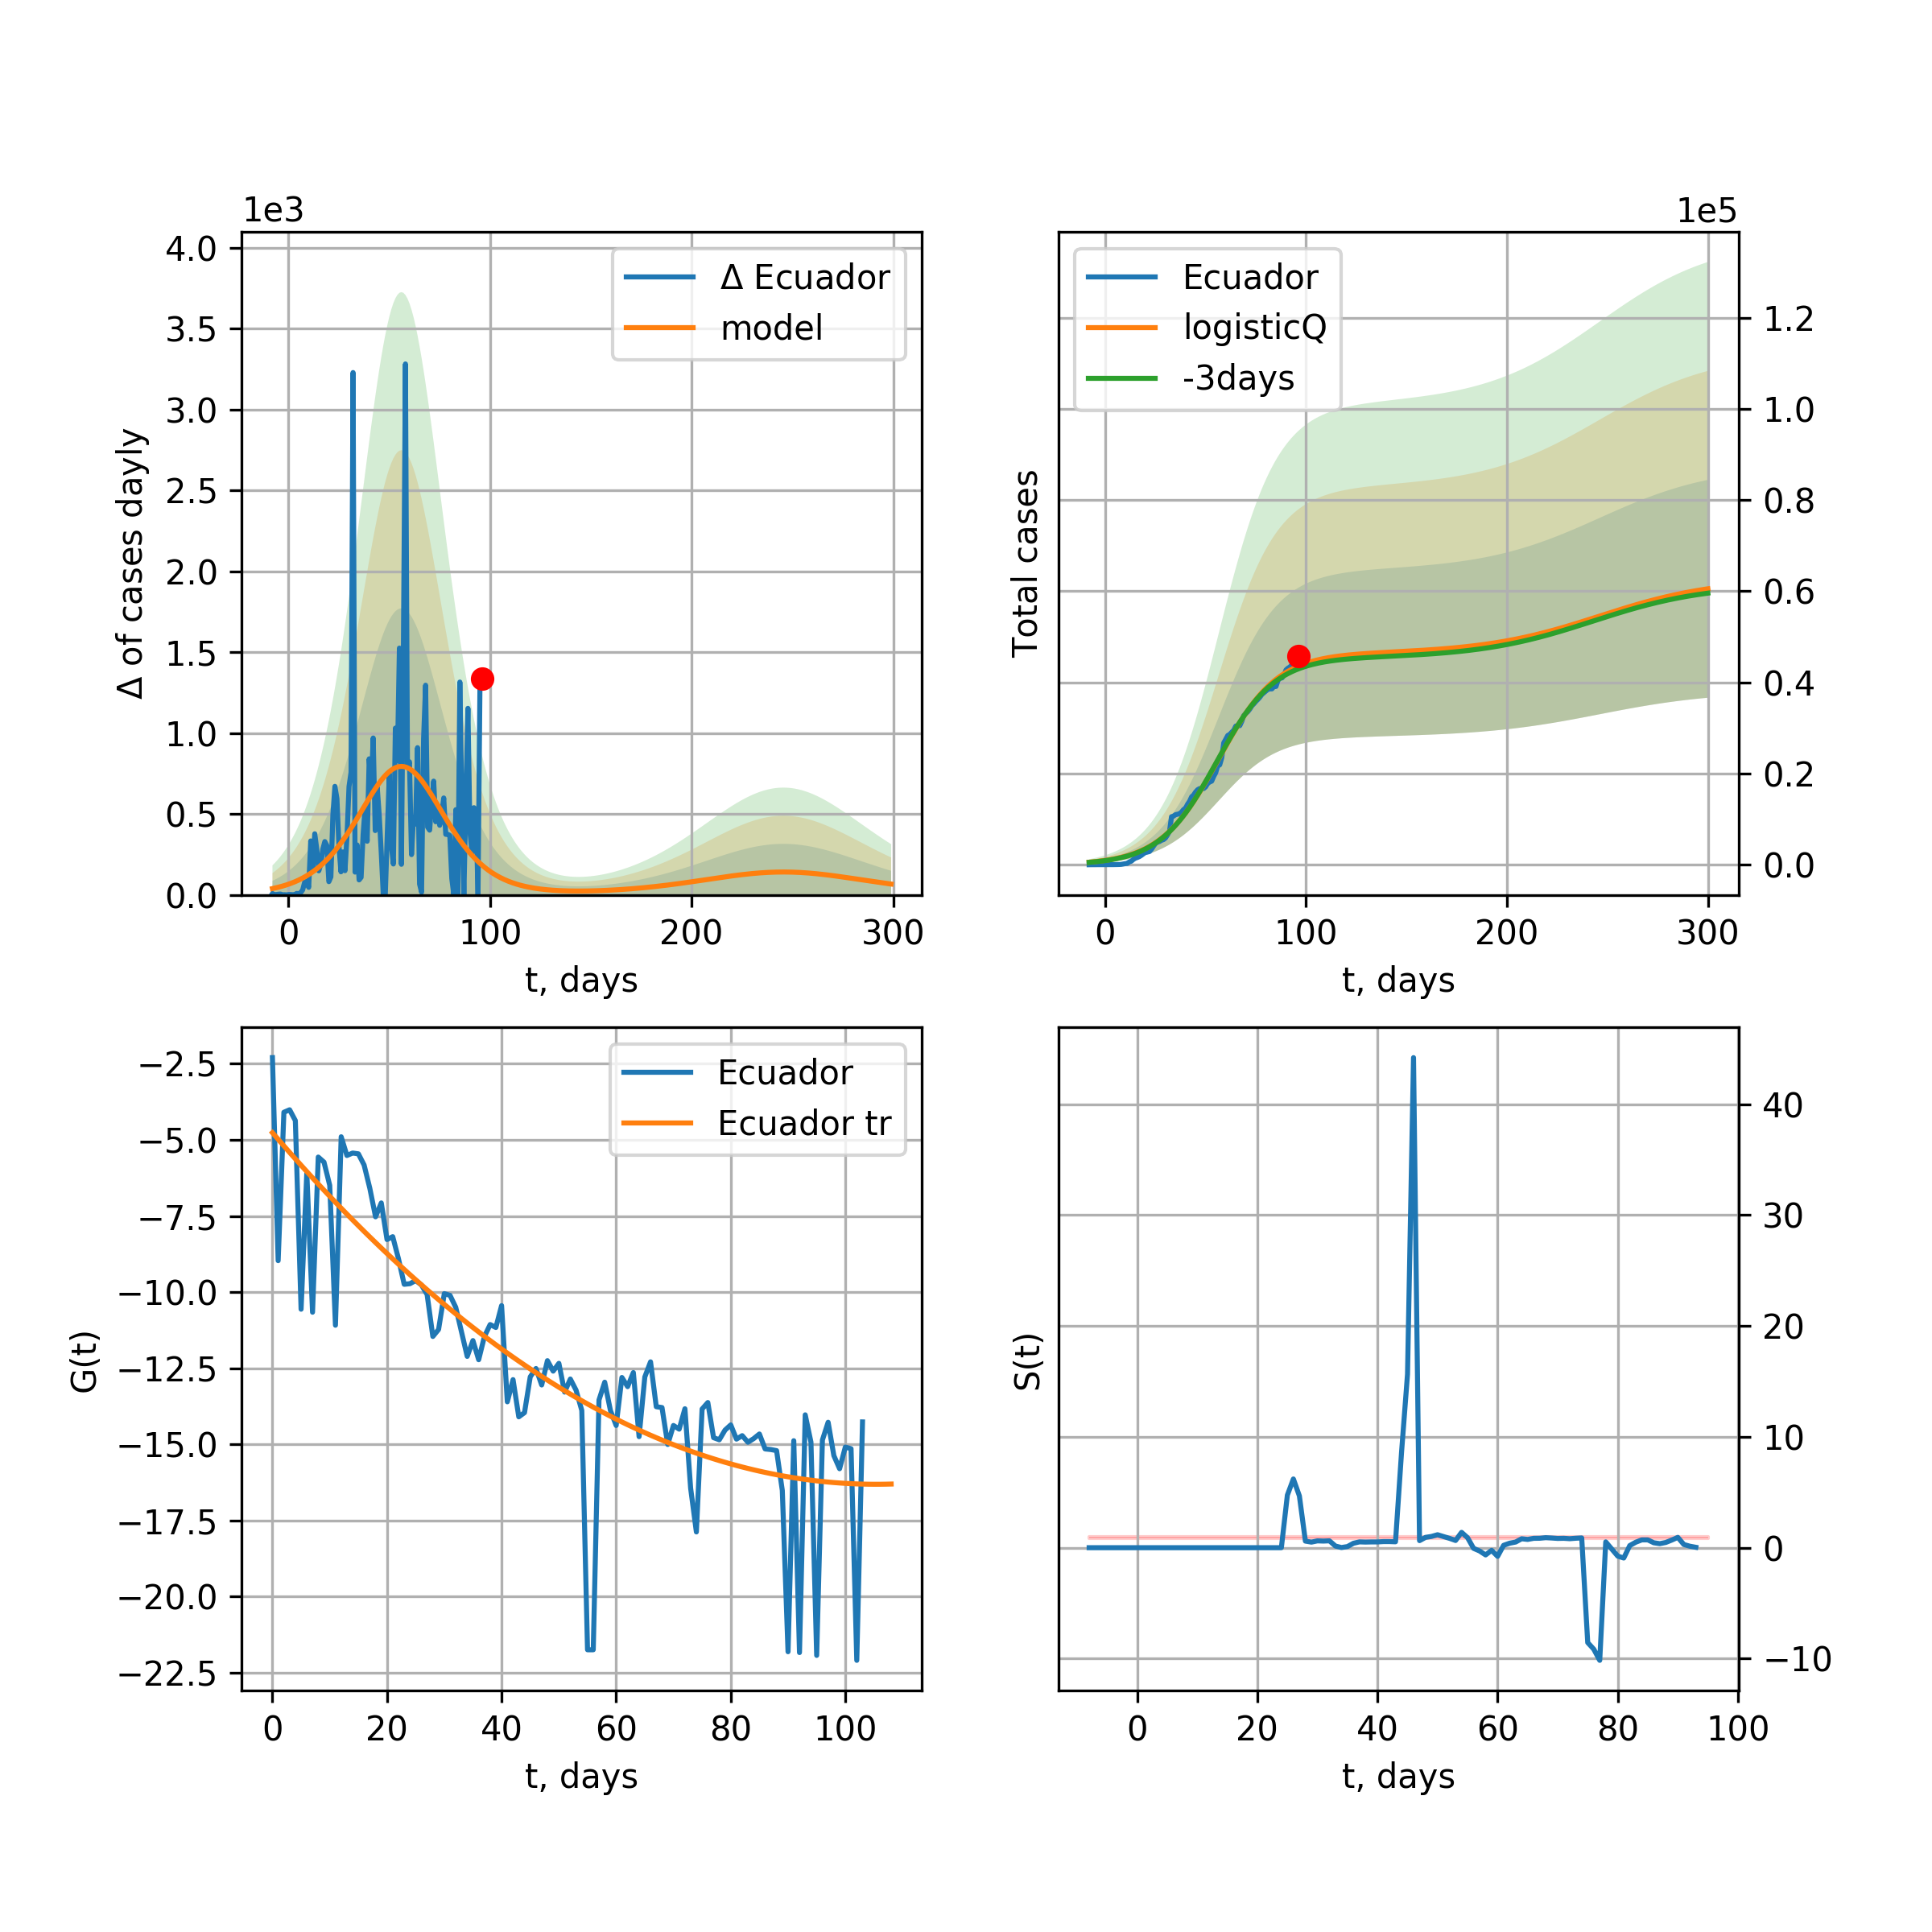 1e3
4.0
3.5
3.0
2.5
2.0
1.5
1.0
0.5
0.0
Δ of cases dayly
Δ Ecuador
model
0 100 200 300
t, days
1e5
Total cases
Ecuador
logisticQ
-3days
1.2
1.0
0.8
0.6
0.4
0.2
0.0
0 100 200 300
t, days
−2.5
−5.0
−7.5
−10.0
−12.5
−15.0
−17.5
−20.0
−22.5
G(t)
Ecuador
Ecuador tr
0 20 40 60 80 100
t, days
S(t)
40
30
20
10
0
−10
0 20 40 60 80 100
t, days